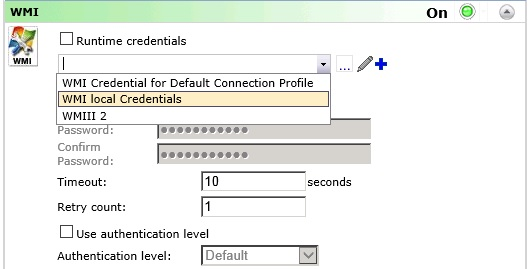 WMI On
WMI
Runtime credentials
...
WMI Credential for Default Connection Profile
WMI local Credentials
WMIII 2
Password:
Confirm
Password:
Timeout: 10 seconds
Retry count: 1
Use authentication level
Authentication level: Default